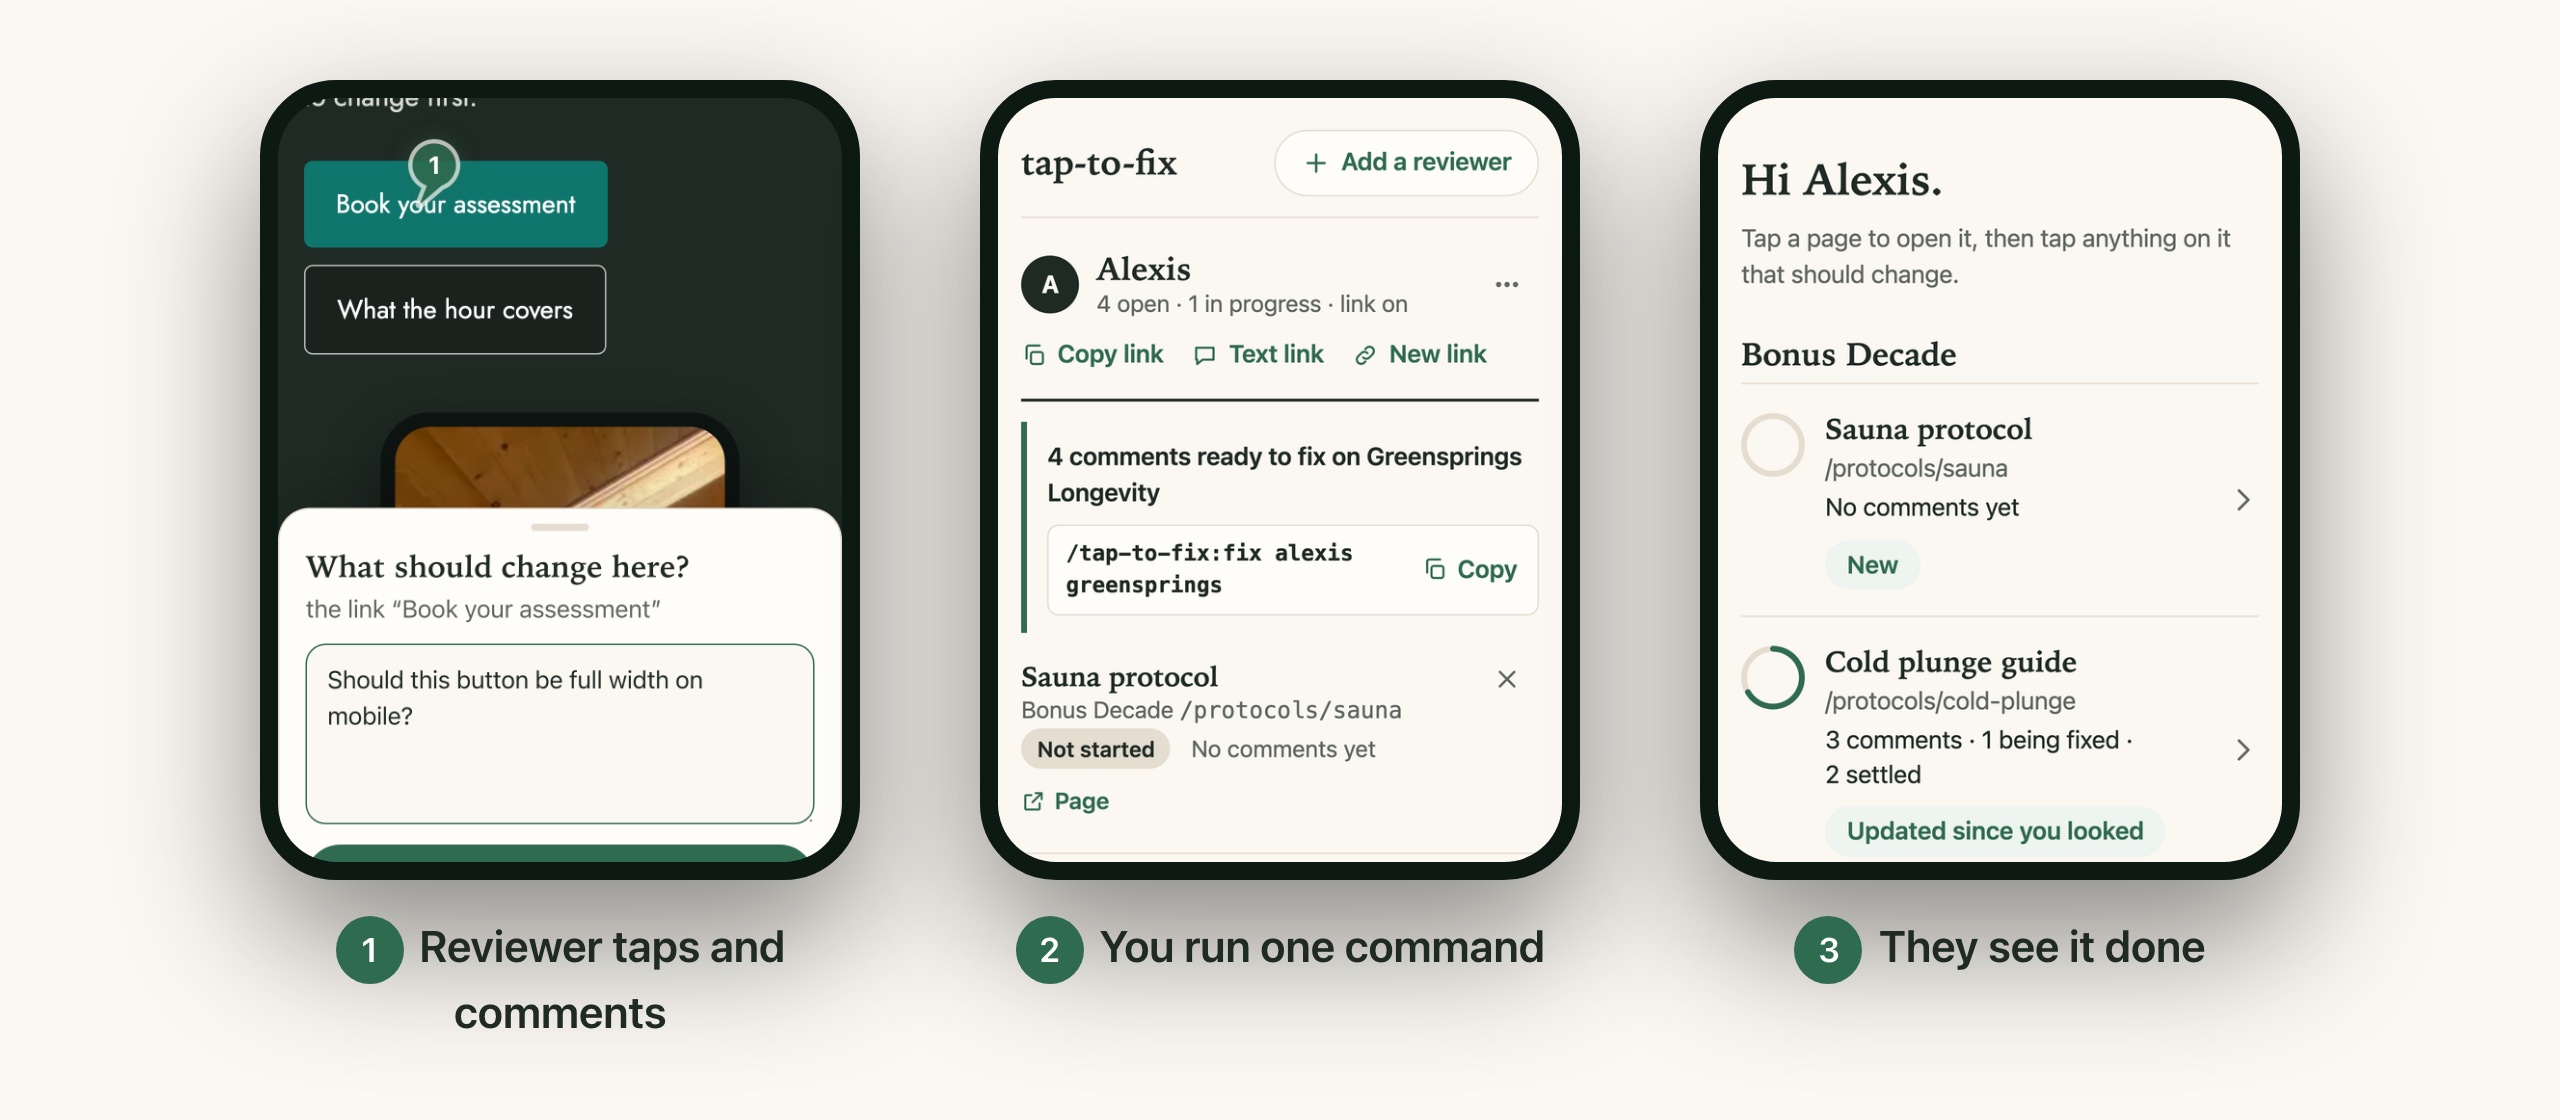 change first.
1
Book your assessment
What the hour covers
What should change here?
the link “Book your assessment”
Should this button be full width on
mobile?
tap-to-fix
+ Add a reviewer
A
Alexis
4 open · 1 in progress · link on
Copy link
Text link
New link
4 comments ready to fix on Greensprings
Longevity
/tap-to-fix:fix alexis
greensprings
Copy
Sauna protocol
Bonus Decade /protocols/sauna
Not started
No comments yet
Page
Hi Alexis.
Tap a page to open it, then tap anything on it
that should change.
Bonus Decade
Sauna protocol
/protocols/sauna
No comments yet
New
Cold plunge guide
/protocols/cold-plunge
3 comments · 1 being fixed ·
2 settled
Updated since you looked
1 Reviewer taps and
comments
2 You run one command
3 They see it done